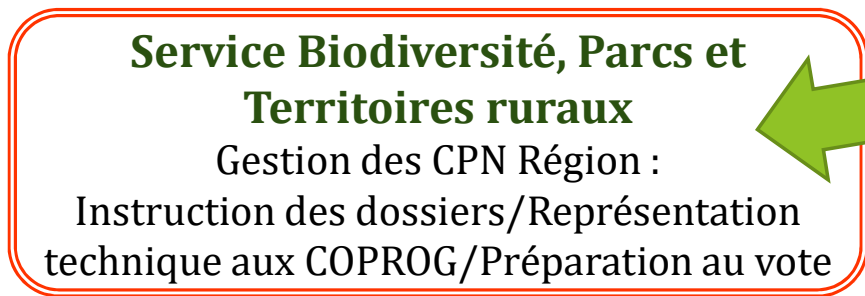 Service Biodiversité, Parcs et
Territoires ruraux
Gestion des CPN Région :
Instruction des dossiers/Représentation
technique aux COPROG/Préparation au vote